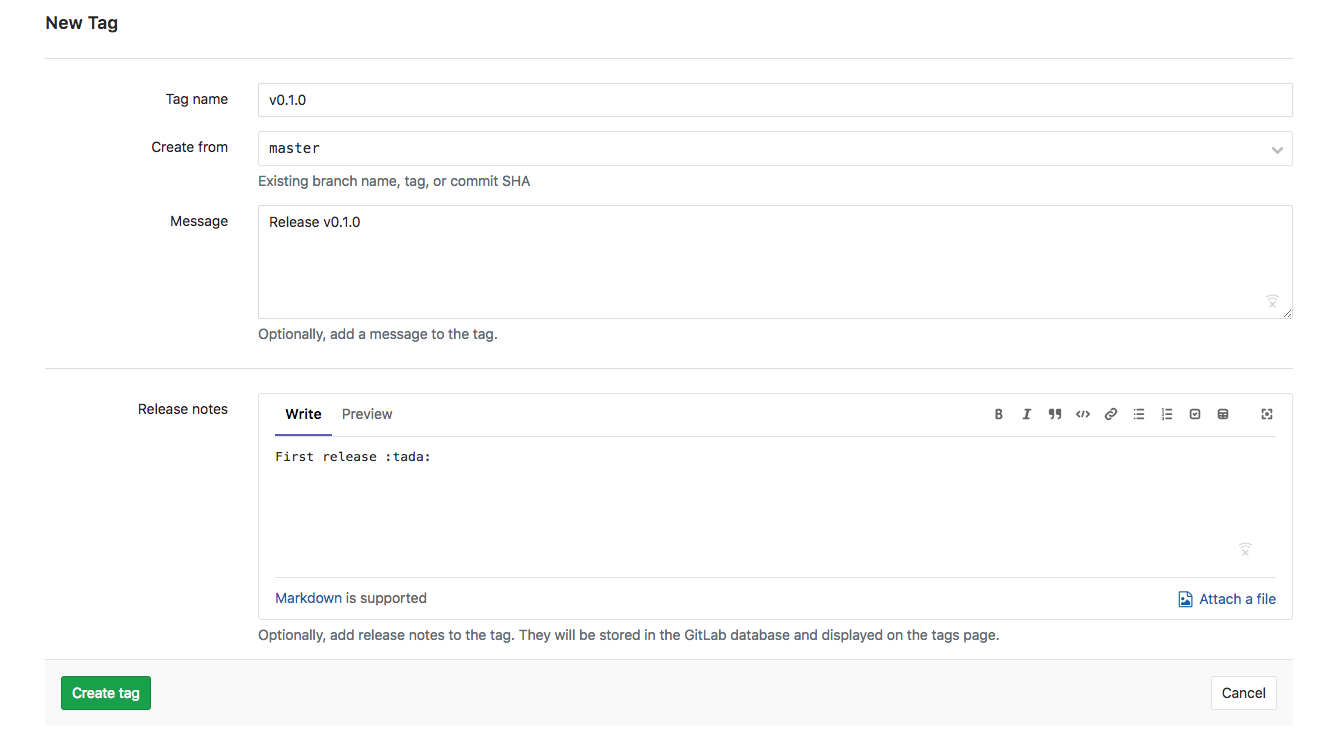 New Tag
Tag name
v0.1.0
Create from
master
Existing branch name, tag, or commit SHA
Message
Release v0.1.0
Optionally, add a message to the tag.
Release notes
Write Preview
First release :tada:
Markdown is supported
Attach a file
Optionally, add release notes to the tag. They will be stored in the GitLab database and displayed on the tags page.
Create tag
Cancel